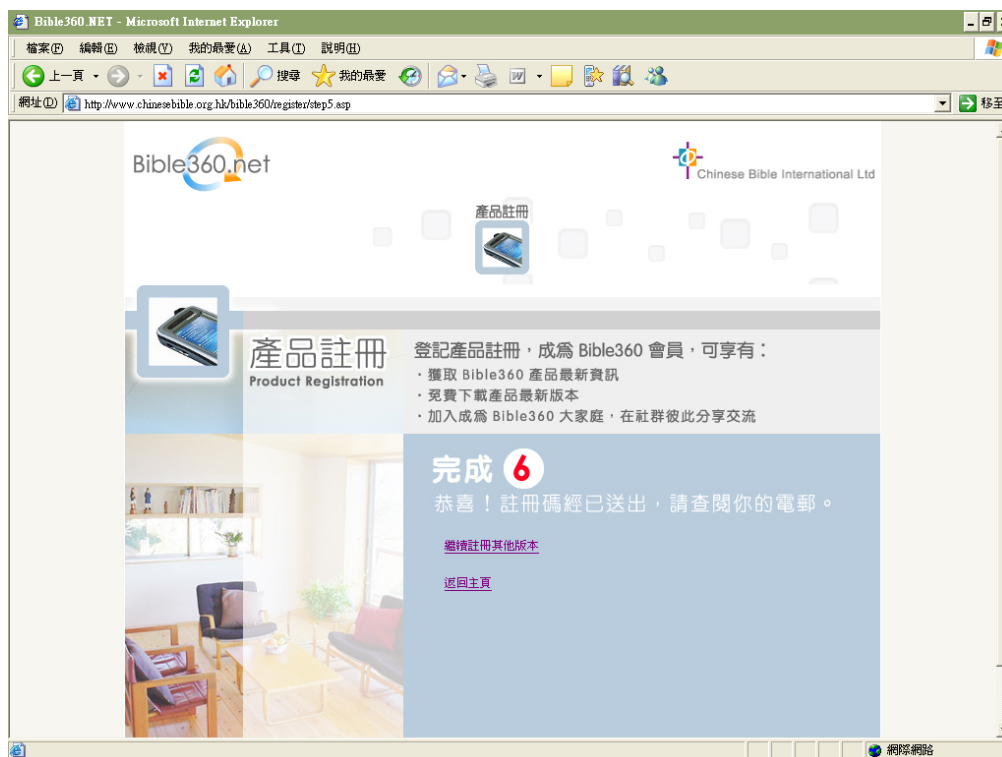 Bible360.NET - Microsoft Internet Explorer
檔案(F) 編輯(E) 檢視(V) 我的最愛(A) 工具(T) 說明(H)
上一頁 搜尋 我的最愛
網址(D) http://www.chinesebible.org.hk/bible360/register/step5.asp 移至
Bible360.net
Chinese Bible International Ltd
產品註冊
產品註冊
Product Registration
登記產品註冊，成為 Bible360 會員，可享有：
·獲取 Bible360 產品最新資訊
·免費下載產品最新版本
·加入成為 Bible360 大家庭，在社群彼此分享交流
完成 6
恭喜！註冊碼經已送出，請查閱你的電郵。
繼續註冊其他版本
返回主頁
網際網路